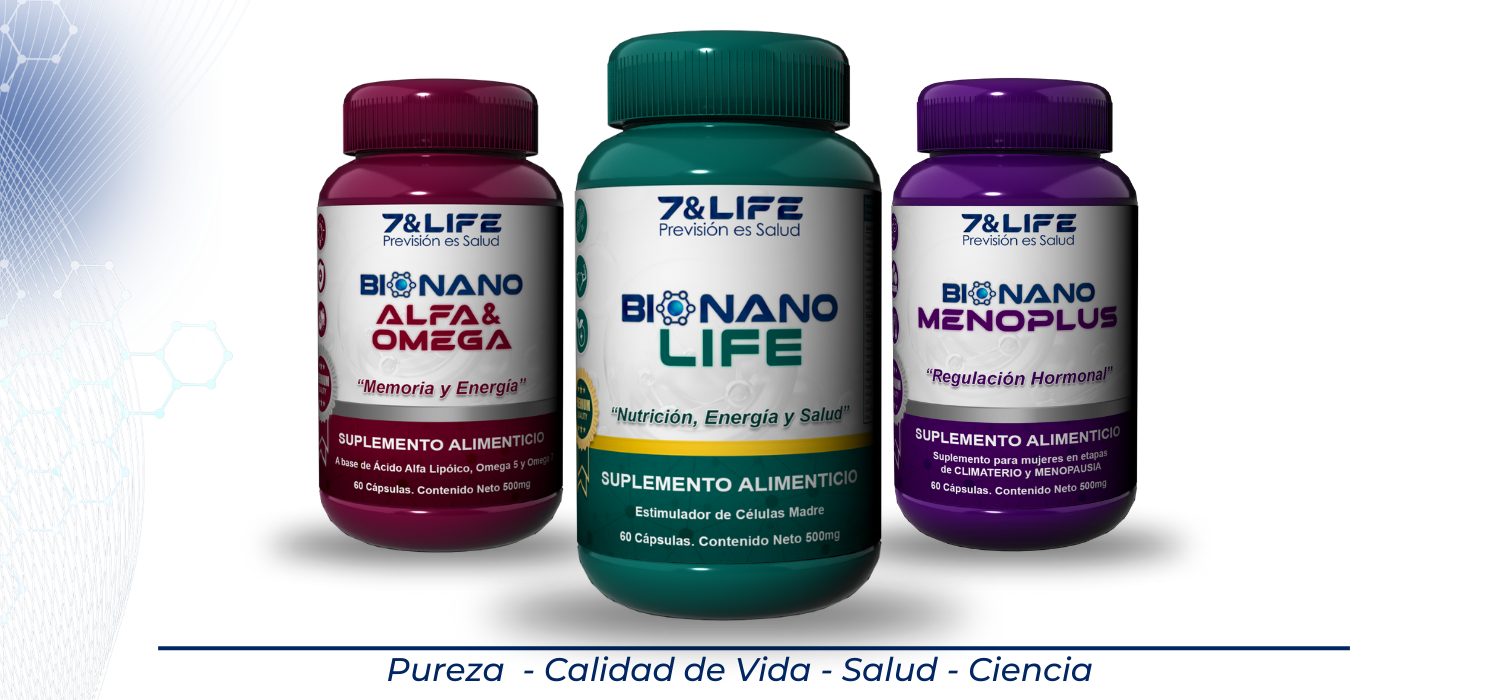 7&LIFE
Previsión es Salud
BIONANO
ALFA&
OMEGA
“Memoria y Energía”
SUPLEMENTO ALIMENTICIO
A base de Ácido Alfa Lipóico, Omega 5 y Omega
60 Cápsulas. Contenido Neto 500mg
7&LIFE
Previsión es Salud
BIONANO
LIFE
“Nutrición, Energía y Salud”
SUPLEMENTO ALIMENTICIO
Estimulador de Células Madre
60 Cápsulas. Contenido Neto 500mg
7&LIFE
Previsión es Salud
BIONANO
MENOPLUS
“Regulación Hormonal”
SUPLEMENTO ALIMENTICIO
Suplemento para mujeres en etapas
de CLIMATERIO y MENOPAUSIA
60 Cápsulas. Contenido Neto 500mg
Pureza - Calidad de Vida - Salud - Ciencia